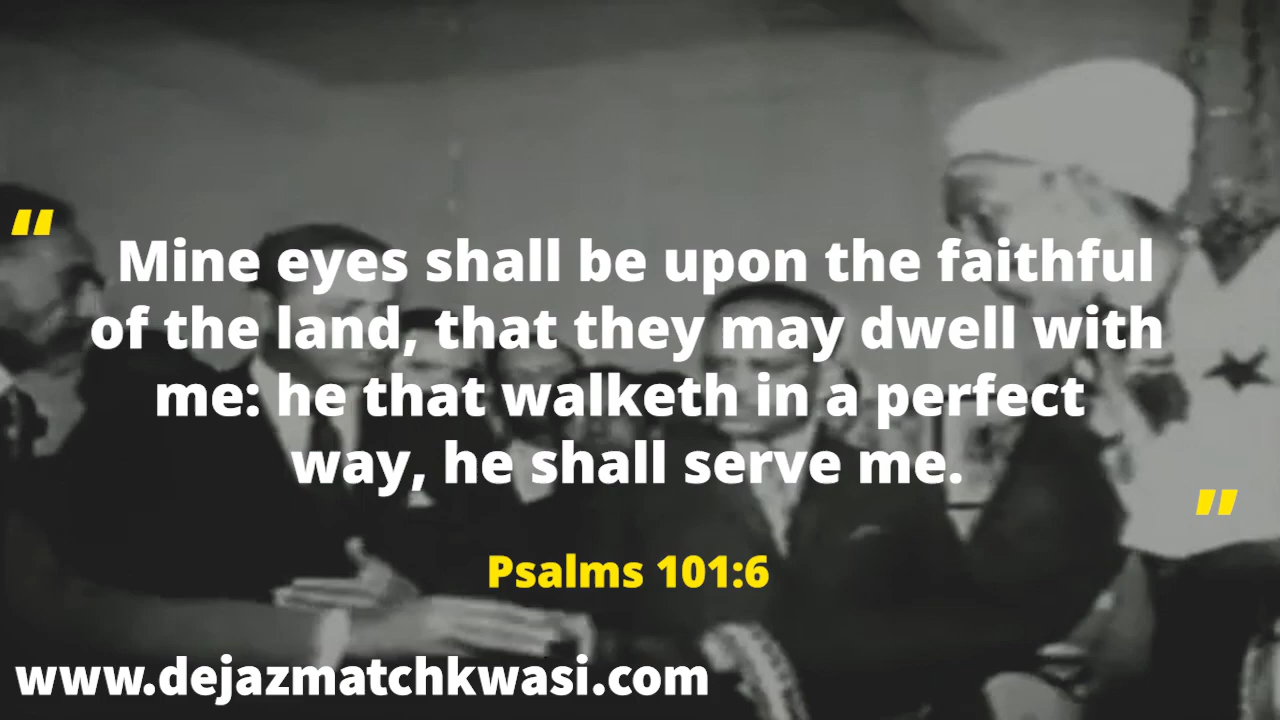 “
Mine eyes shall be upon the faithful
of the land, that they may dwell with
me: he that walketh in a perfect
way, he shall serve me.
”
Psalms 101:6
www.dejazmatchkwasi.com